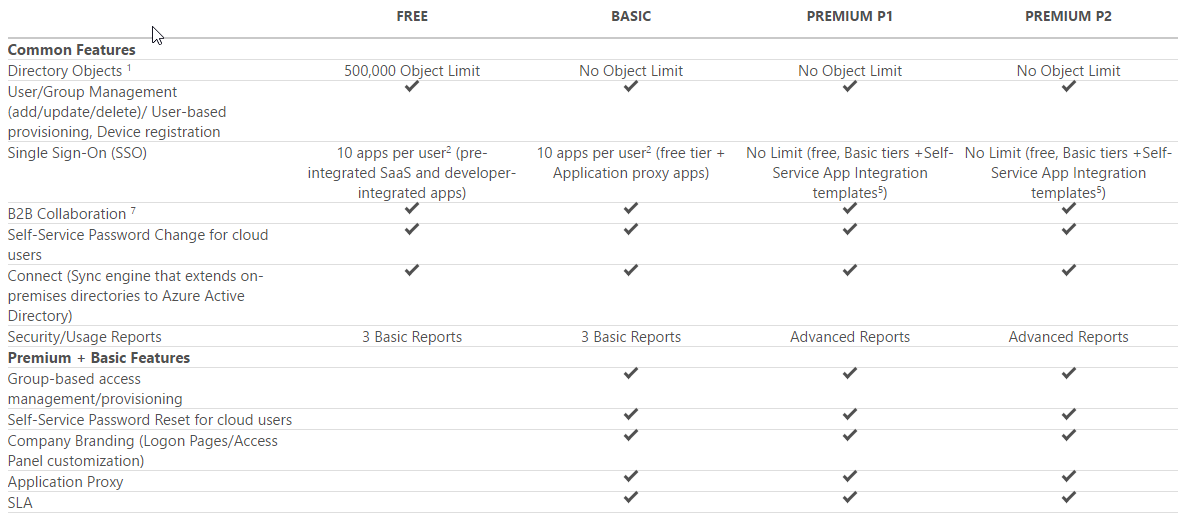 FREE BASIC PREMIUM P1 PREMIUM P2
Common Features
Directory Objects ¹ 500,000 Object Limit No Object Limit No Object Limit No Object Limit
User/Group Management ✔ ✔ ✔ ✔
(add/update/delete)/ User-based
provisioning, Device registration
Single Sign-On (SSO) 10 apps per user² (pre- 10 apps per user² (free tier + No Limit (free, Basic tiers +Self- No Limit (free, Basic tiers +Self-
integrated SaaS and developer- Application proxy apps) Service App Integration Service App Integration
integrated apps) templates⁵) templates⁵)
B2B Collaboration ⁷ ✔ ✔ ✔ ✔
Self-Service Password Change for cloud ✔ ✔ ✔ ✔
users
Connect (Sync engine that extends on- ✔ ✔ ✔ ✔
premises directories to Azure Active
Directory)
Security/Usage Reports 3 Basic Reports 3 Basic Reports Advanced Reports Advanced Reports
Premium + Basic Features
Group-based access ✔ ✔ ✔
management/provisioning
Self-Service Password Reset for cloud users ✔ ✔ ✔
Company Branding (Logon Pages/Access ✔ ✔ ✔
Panel customization)
Application Proxy ✔ ✔ ✔
SLA ✔ ✔ ✔